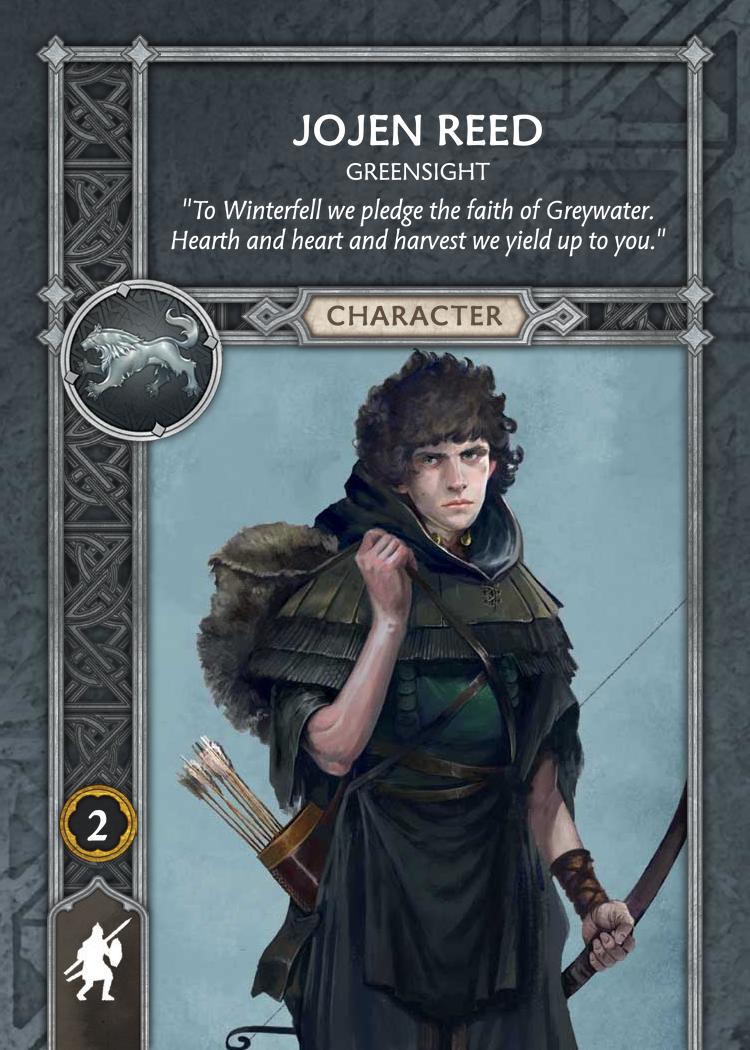 JOJEN REED
GREENSIGHT
"To Winterfell we pledge the faith of Greywater.
Hearth and heart and harvest we yield up to you."
CHARACTER
2